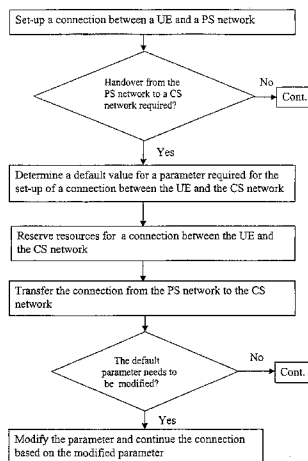 Set-up a connection between a UE and a PS network
Handover from the
PS network to a CS
network required?
No
Cont.
Yes
Determine a default value for a parameter required for the
set-up of a connection between the UE and the CS network
Reserve resources for a connection between the UE and
the CS network
Transfer the connection from the PS network to the CS
network
The default
parameter needs to
be modified?
No
Cont.
Yes
Modify the parameter and continue the connection
based on the modified parameter